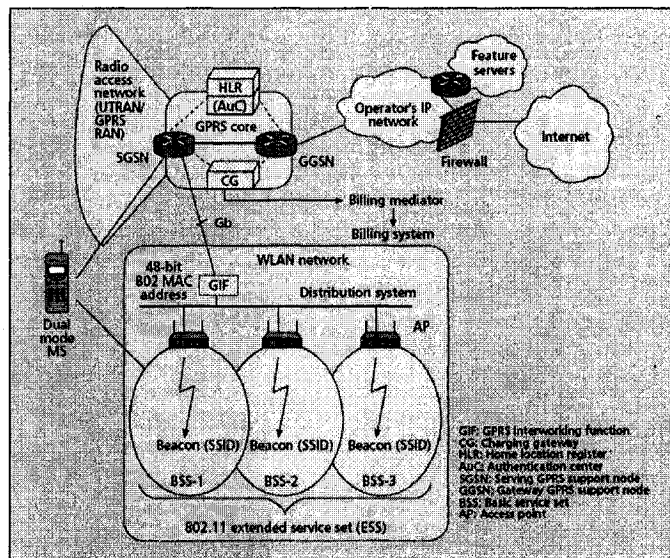 Radio
access
network
(UTRAN/
GPRS
RAN)
HLR
(AuC)
GPRS core
SGSN
GGSN
CG
Operator's IP
network
Feature
servers
Firewall
Internet
Billing mediator
Billing system
Gb
WLAN network
48-bit
802 MAC
address
GIF
Distribution system
AP
Dual
mode
MS
Beacon (SSID)
Beacon (SSID)
Beacon (SSID)
BSS-1
BSS-2
BSS-3
802.11 extended service set (ESS)
GIF: GPRS interworking function
CG: Charging gateway
HLR: Home location register
AuC: Authentication center
SGSN: Serving GPRS support node
GGSN: Gateway GPRS support node
BSS: Basic service set
AP: Access point